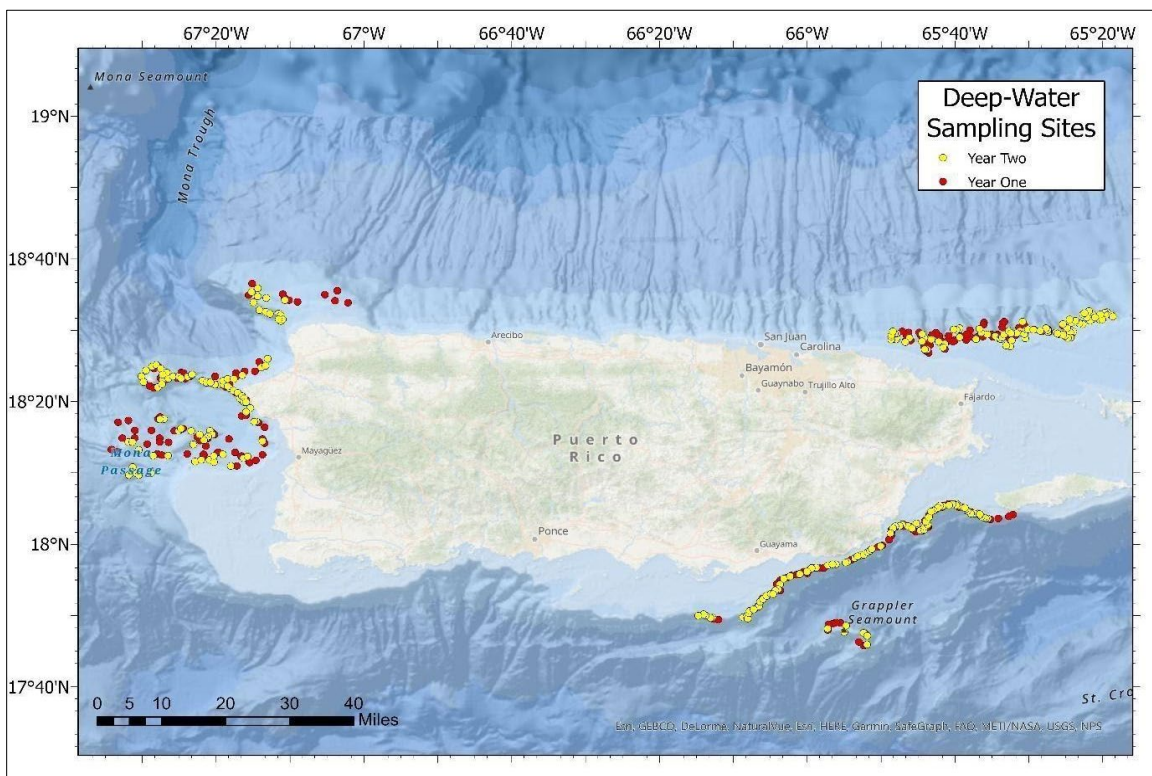 67°20'W 67°W 66°40'W 66°20'W 66°W 65°40'W 65°20'W
Mona Seamount
Mona Trough
Deep-Water
Sampling Sites
Year Two
Year One
19°N
18°40'N
18°20'N
18°N
17°40'N
Arecibo
San Juan
Carolina
Bayamón
Guaynabo
Trujillo Alto
Fájardo
Mayagüez
Mona
Passage
Puerto
Rico
Ponce
Guayama
Grappler
Seamount
St. Cro
0 5 10 20 30 40
Miles
Esri, GEBCO, DeLorme, NaturalVue, Esri, HERE, Garmin, SafeGraph, FAO, METI/NASA, USGS, NPS